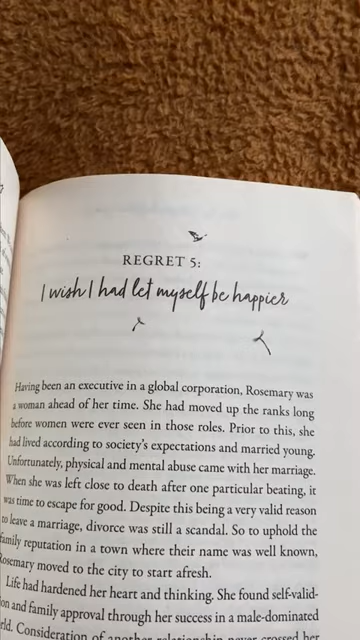 REGRET 5:
I wish I had let myself be happier
Having been an executive in a global corporation, Rosemary was
a woman ahead of her time. She had moved up the ranks long
before women were ever seen in those roles. Prior to this, she
had lived according to society's expectations and married young.
Unfortunately, physical and mental abuse came with her marriage.
When she was left close to death after one particular beating, it
was time to escape for good. Despite this being a very valid reason
to leave a marriage, divorce was still a scandal. So to uphold the
family reputation in a town where their name was well known,
Rosemary moved to the city to start afresh.
Life had hardened her heart and thinking. She found self-valid-
ion and family approval through her success in a male-dominated
rld. Consideration of another relationship never crossed her